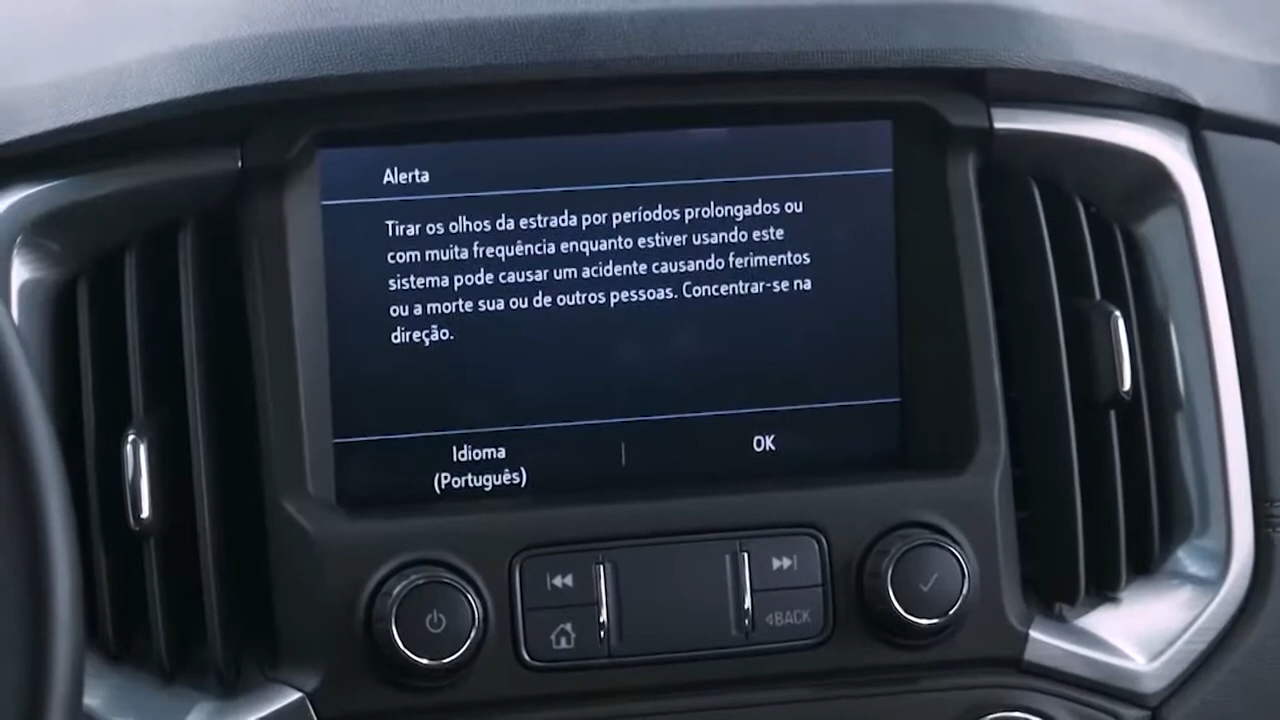 Alerta
Tirar os olhos da estrada por períodos prolongados ou
com muita frequência enquanto estiver usando este
sistema pode causar um acidente causando ferimentos
ou a morte sua ou de outros pessoas. Concentrar-se na
direção.
Idioma
(Português)
OK
BACK